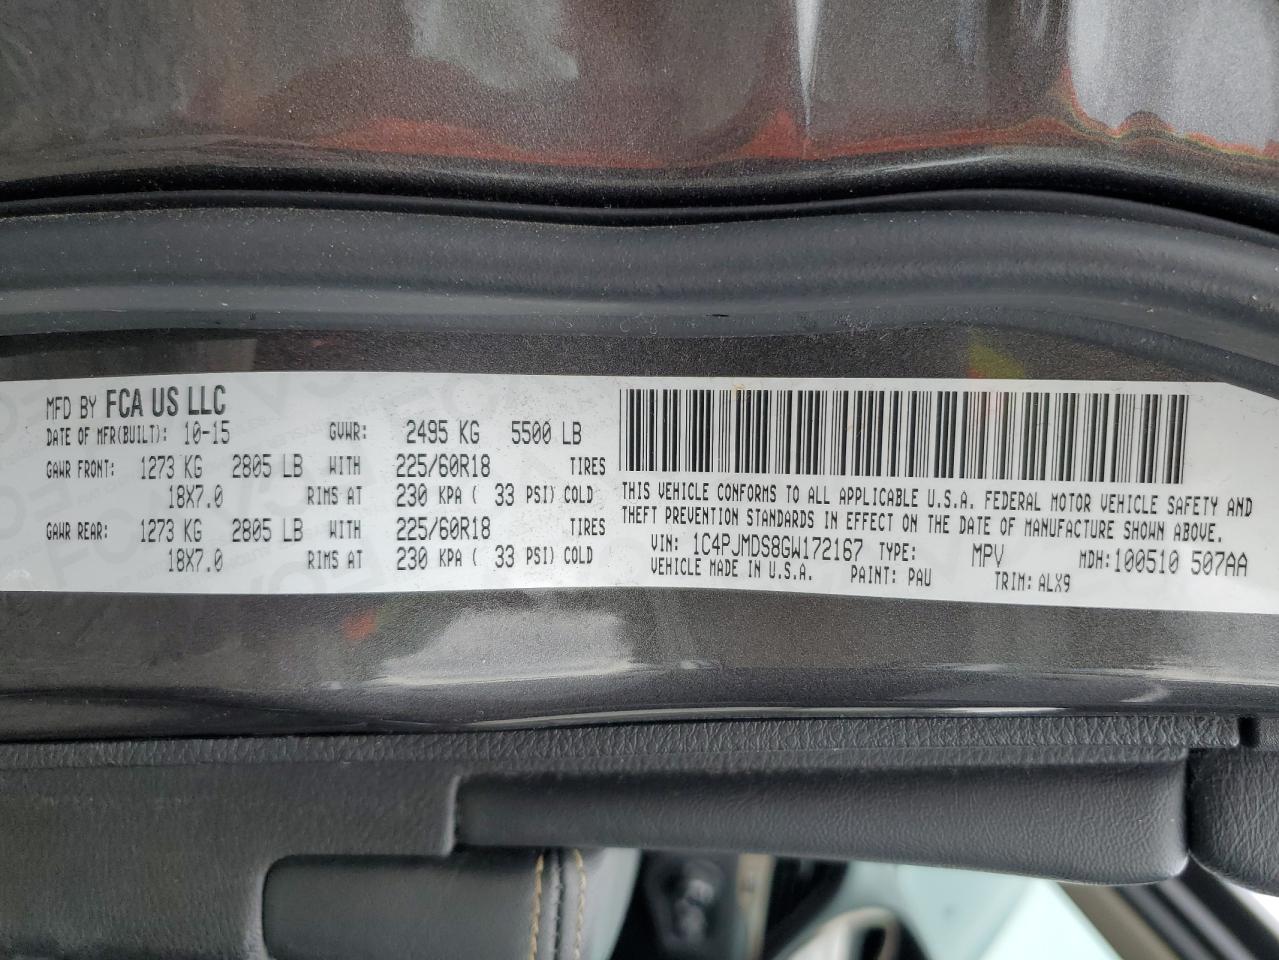 MFD BY FCA US LLC
DATE OF MFR(BUILT): 10-15 GVWR: 2495 KG 5500 LB
GAWR FRONT: 1273 KG 2805 LB WITH 225/60R18 TIRES
18X7.0 RIMS AT 230 KPA ( 33 PSI) COLD
GAWR REAR: 1273 KG 2805 LB WITH 225/60R18 TIRES
18X7.0 RIMS AT 230 KPA ( 33 PSI) COLD
THIS VEHICLE CONFORMS TO ALL APPLICABLE U.S.A. FEDERAL MOTOR VEHICLE SAFETY AND
THEFT PREVENTION STANDARDS IN EFFECT ON THE DATE OF MANUFACTURE SHOWN ABOVE.
VIN: 1C4PJMDS8GW172167 TYPE: MPV MDH:100510 507AA
VEHICLE MADE IN U.S.A. PAINT: PAU TRIM: ALX9